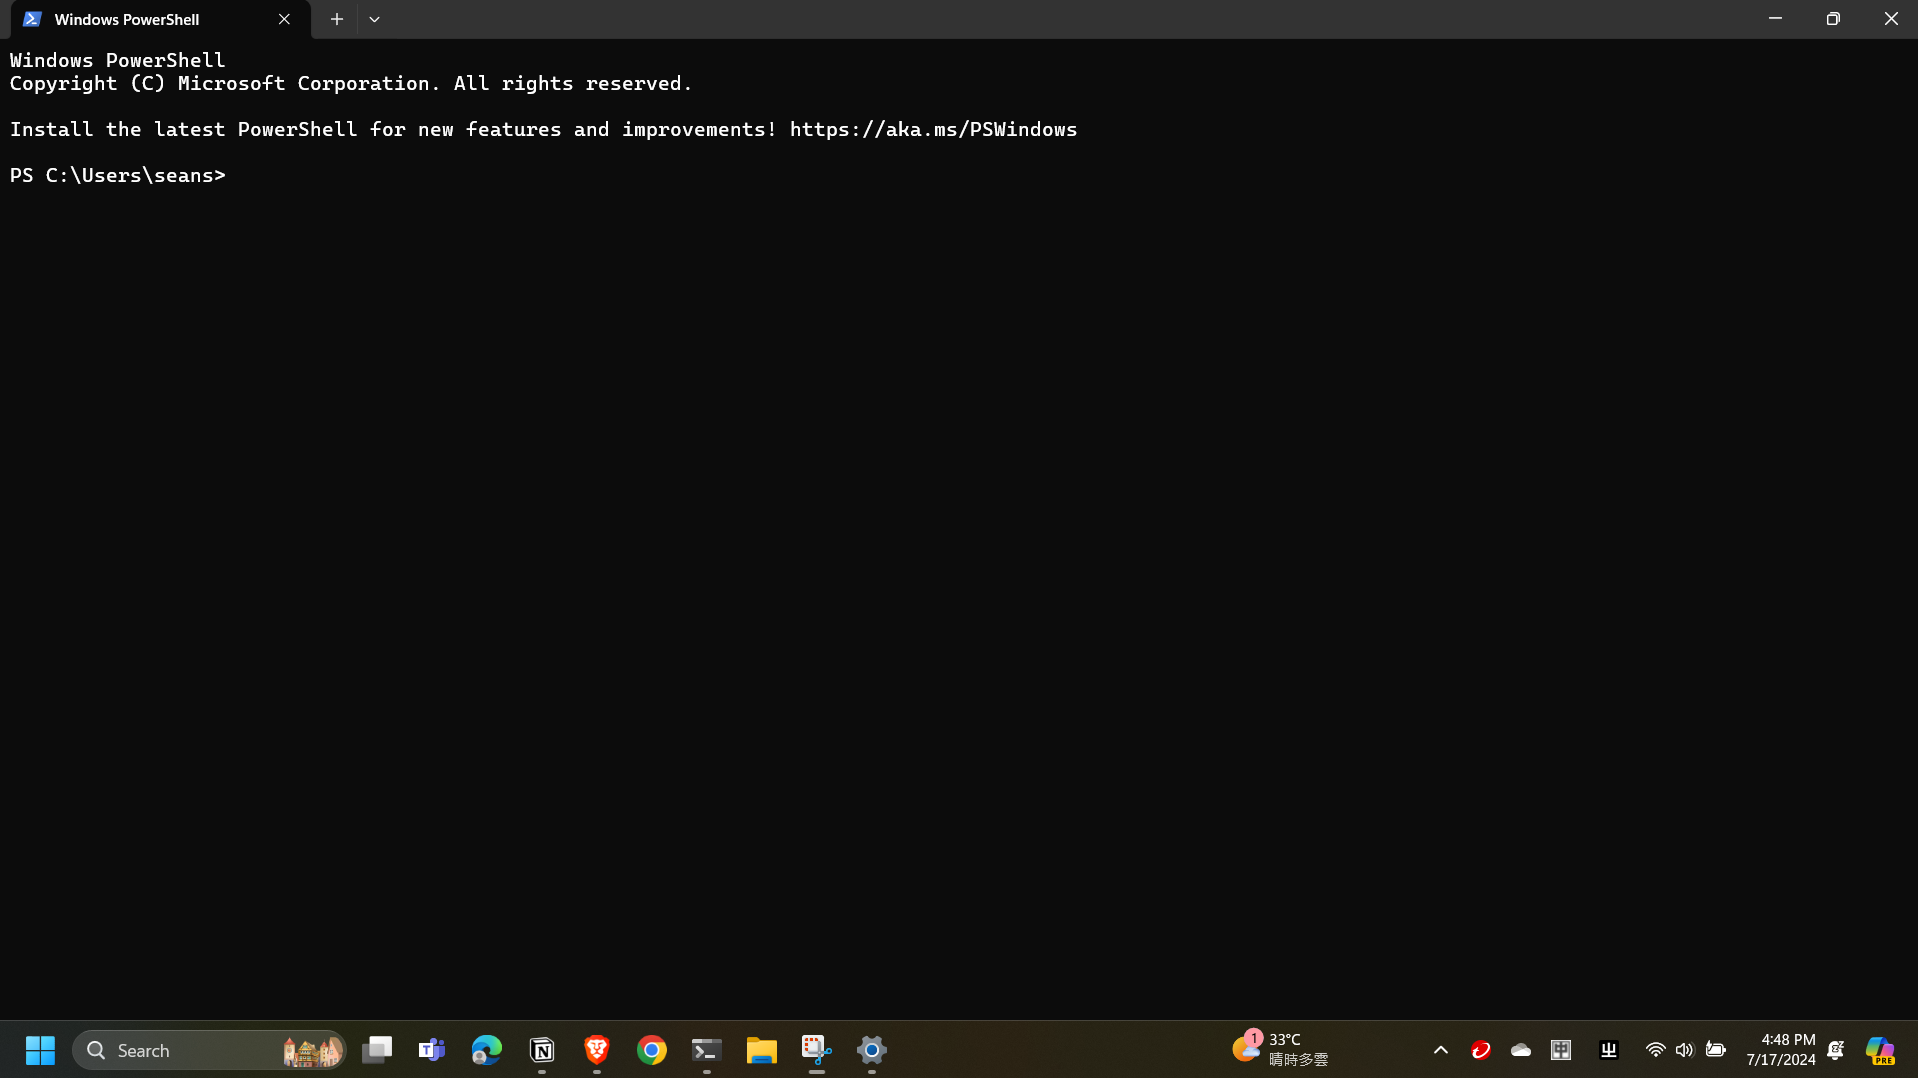 Windows PowerShell
Windows PowerShell
Copyright (C) Microsoft Corporation. All rights reserved.
Install the latest PowerShell for new features and improvements! https://aka.ms/PSWindows
PS C:\Users\seans>
Search
1
33°C
晴時多雲
中
4:48 PM
7/17/2024
PRE